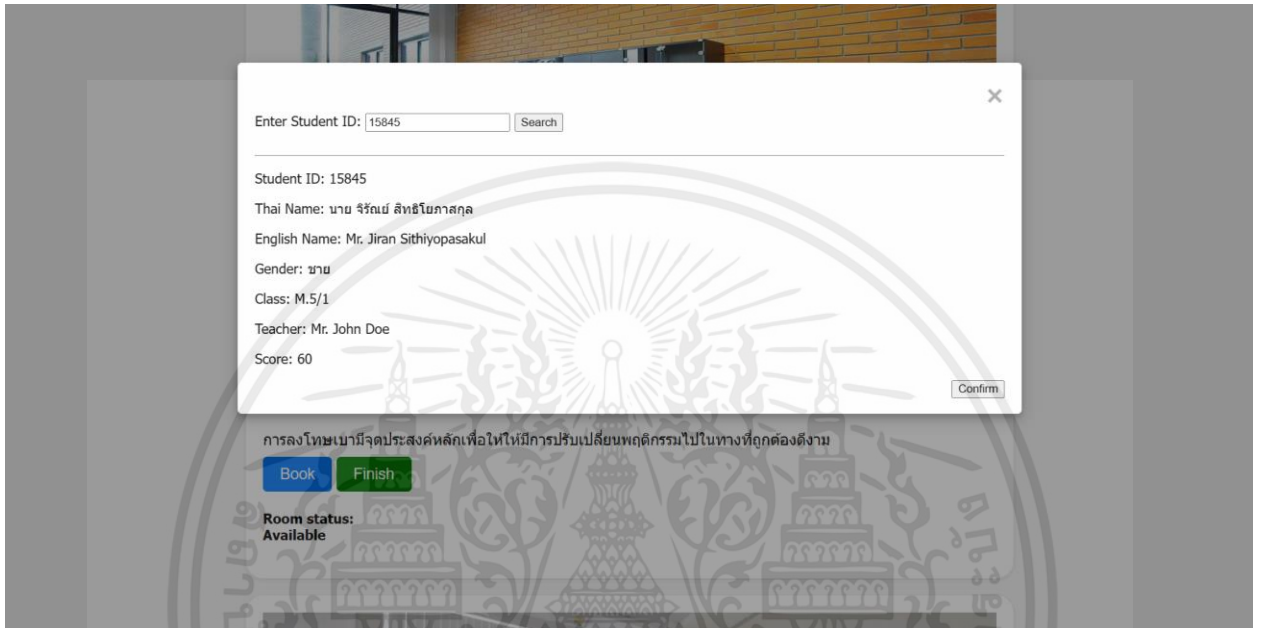 ×
Enter Student ID: 15845 Search
Student ID: 15845
Thai Name: นาย จิรัณย์ สิทธิโยภาสกุล
English Name: Mr. Jiran Sithiyopasakul
Gender: ชาย
Class: M.5/1
Teacher: Mr. John Doe
Score: 60
Confirm
การลงโทษเบามีจุดประสงค์หลักเพื่อให้ให้มีการปรับเปลี่ยนพฤติกรรมไปในทางที่ถูกต้องดีงาม
Book Finish
Room status:
Available